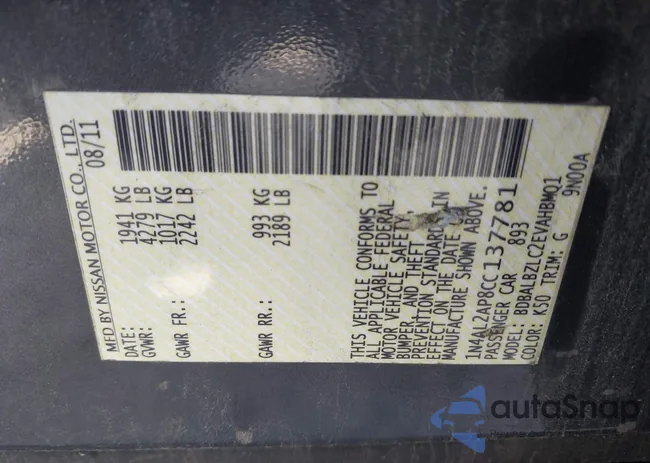 MFD BY NISSAN MOTOR CO., LTD.
08/11
DATE: 1941 KG
GVWR: 4279 LB
1017 KG
GAWR FR.: 2242 LB
993 KG
GAWR RR.: 2189 LB
THIS VEHICLE CONFORMS TO
ALL APPLICABLE FEDERAL
MOTOR VEHICLE SAFETY,
BUMPER, AND THEFT
PREVENTION STANDARDS IN
EFFECT ON THE DATE OF
MANUFACTURE SHOWN ABOVE.
1N4AL2AP8CC137781
PASSENGER CAR 893
MODEL: BDBALBZLC2EVAHBMQ1
COLOR: K50 TRIM: G 9N00A
autoSnap